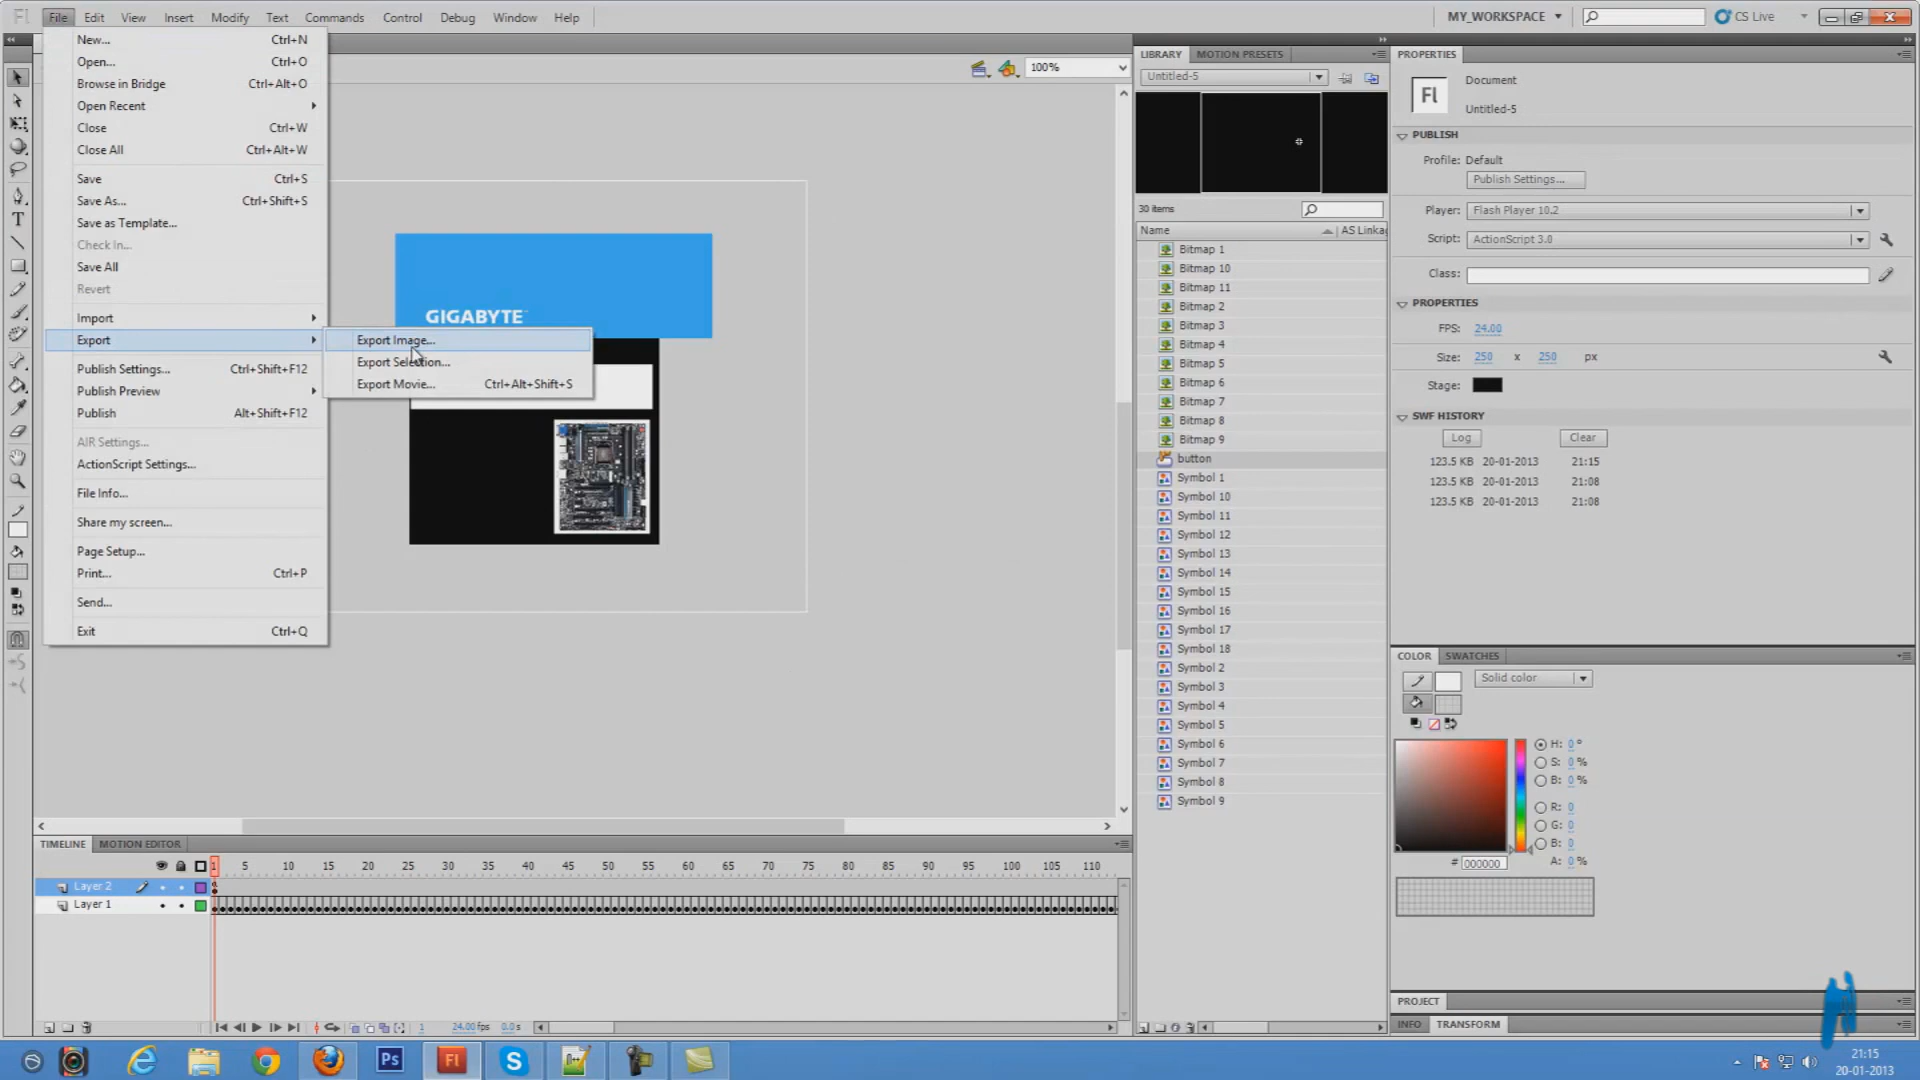 Fl File Edit View Insert Modify Text Commands Control Debug Window Help MY_WORKSPACE CS Live
New... Ctrl+N
Open... Ctrl+O
Browse in Bridge Ctrl+Alt+O
Open Recent
Close Ctrl+W
Close All Ctrl+Alt+W
Save Ctrl+S
Save As... Ctrl+Shift+S
Save as Template...
Check In...
Save All
Revert
Import
Export
Publish Settings... Ctrl+Shift+F12
Publish Preview
Publish Alt+Shift+F12
AIR Settings...
ActionScript Settings...
File Info...
Share my screen...
Page Setup...
Print... Ctrl+P
Send...
Exit Ctrl+Q
Export Image...
Export Selection...
Export Movie... Ctrl+Alt+Shift+S
100%
GIGABYTE
LIBRARY MOTION PRESETS
Untitled-5
30 items
Name AS Linkag
Bitmap 1
Bitmap 10
Bitmap 11
Bitmap 2
Bitmap 3
Bitmap 4
Bitmap 5
Bitmap 6
Bitmap 7
Bitmap 8
Bitmap 9
button
Symbol 1
Symbol 10
Symbol 11
Symbol 12
Symbol 13
Symbol 14
Symbol 15
Symbol 16
Symbol 17
Symbol 18
Symbol 2
Symbol 3
Symbol 4
Symbol 5
Symbol 6
Symbol 7
Symbol 8
Symbol 9
PROPERTIES
Fl Document
Untitled-5
PUBLISH
Profile: Default
Publish Settings...
Player: Flash Player 10.2
Script: ActionScript 3.0
Class:
PROPERTIES
FPS: 24.00
Size: 250 x 250 px
Stage:
SWF HISTORY
Log Clear
123.5 KB 20-01-2013 21:15
123.5 KB 20-01-2013 21:08
123.5 KB 20-01-2013 21:08
COLOR SWATCHES
Solid color
H: 0 °
S: 0 %
B: 0 %
R: 0
G: 0
B: 0
# 000000 A: 0 %
PROJECT
INFO TRANSFORM
TIMELINE MOTION EDITOR
1 5 10 15 20 25 30 35 40 45 50 55 60 65 70 75 80 85 90 95 100 105 110
Layer 2
Layer 1
1 24.00 fps 0.0 s
Ps Fl S
21:15
20-01-2013